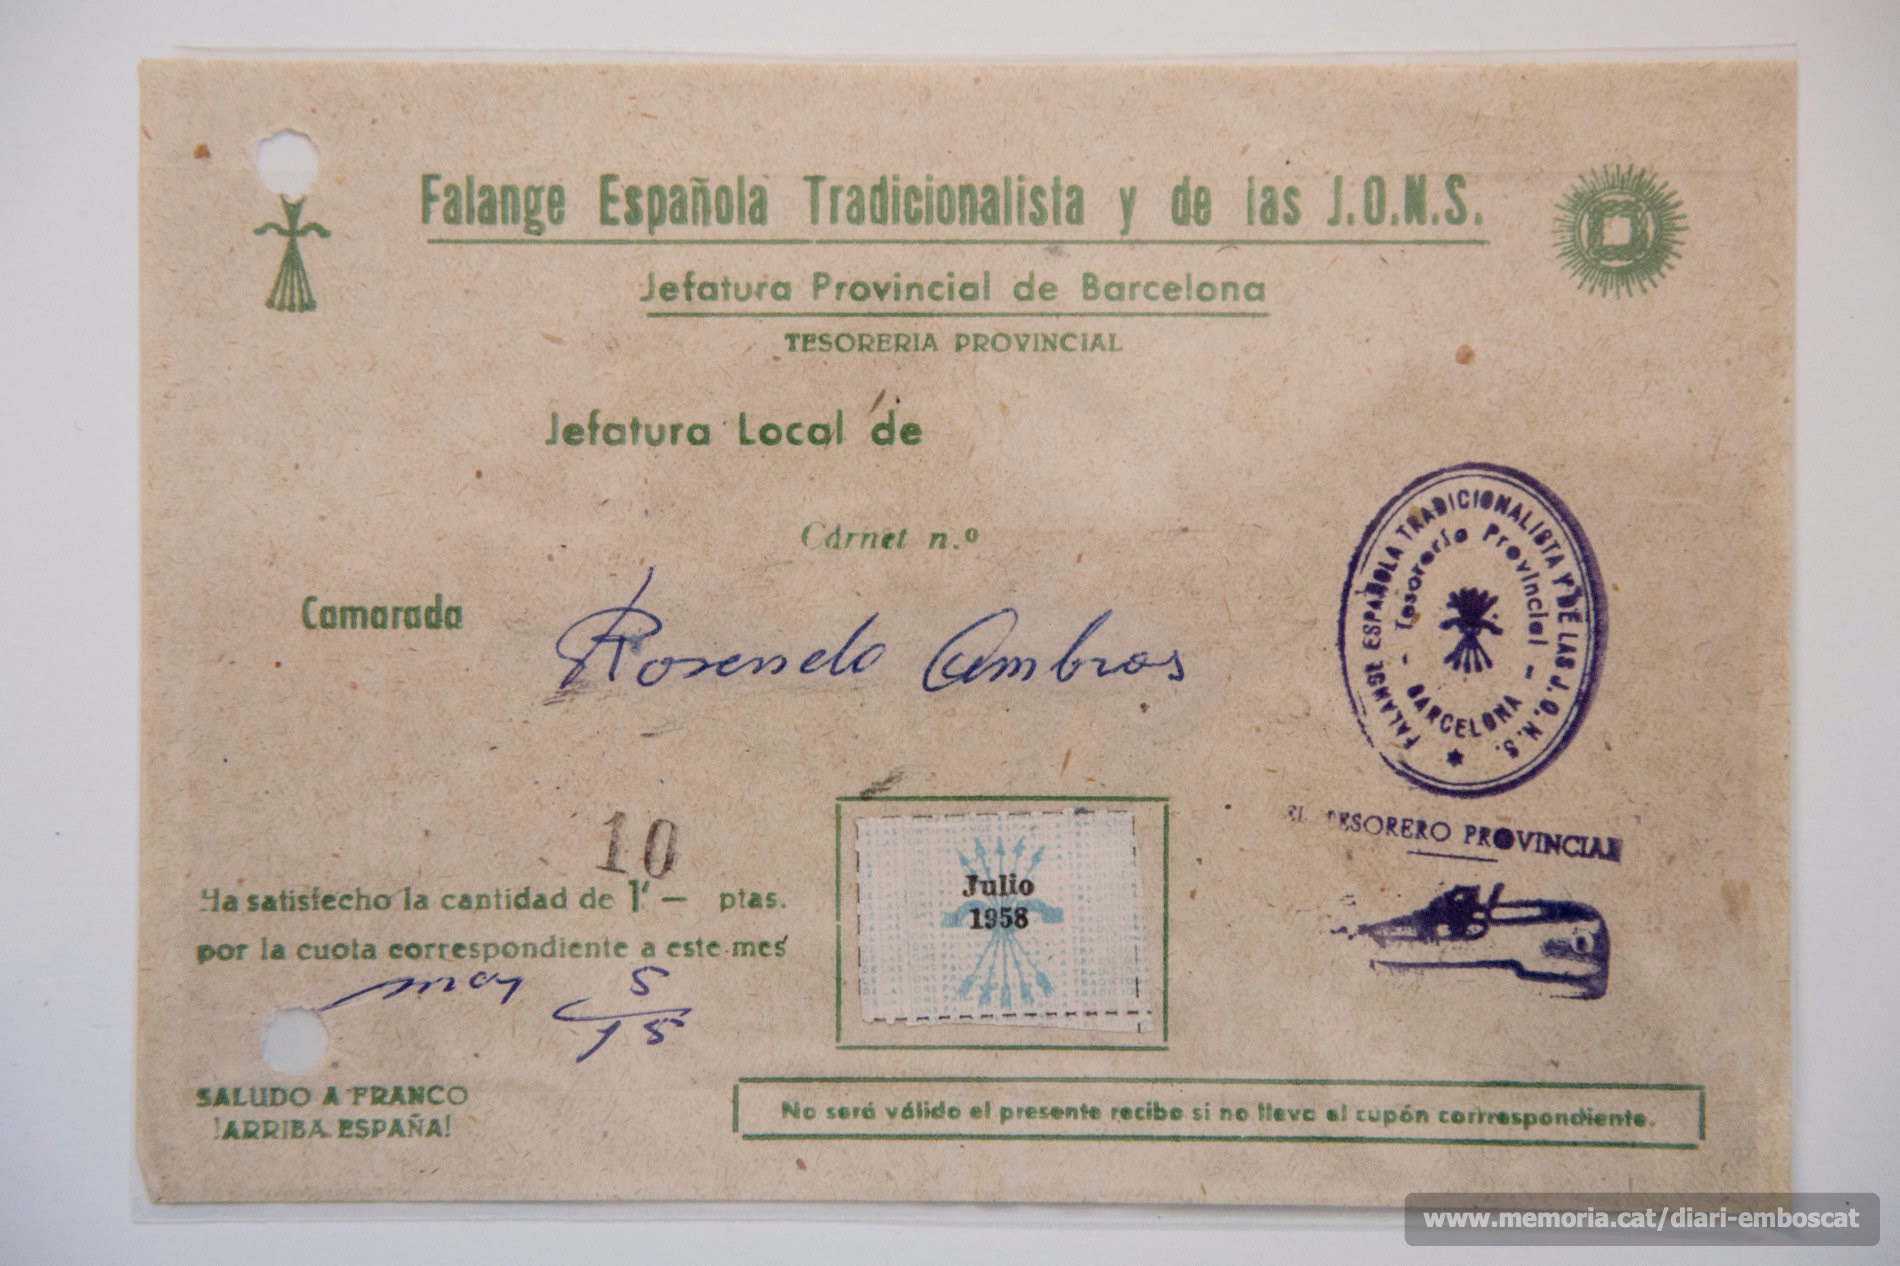 Falange Española Tradicionalista y de las J.O.N.S.
Jefatura Provincial de Barcelona
TESORERIA PROVINCIAL
Jefatura Local de
Carnet n.º
Camarada Rosendo Ambros
FALANGE ESPAÑOLA TRADICIONALISTA Y DE LAS J.O.N.S.
Tesorería Provincial
- BARCELONA -
EL TESORERO PROVINCIAL
10
Ha satisfecho la cantidad de 1'- ptas.
por la cuota correspondiente a este mes
Julio
1958
SALUDO A FRANCO
¡ARRIBA ESPAÑA!
No será válido el presente recibo si no lleva el cupón corrrespondiente.
www.memoria.cat/diari-emboscat